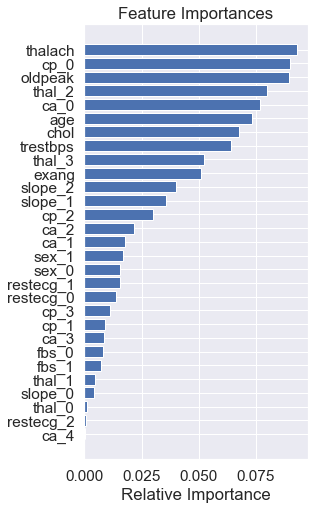 Feature Importances
thalach
cp_0
oldpeak
thal_2
ca_0
age
chol
trestbps
thal_3
exang
slope_2
slope_1
cp_2
ca_2
ca_1
sex_1
sex_0
restecg_1
restecg_0
cp_3
cp_1
ca_3
fbs_0
fbs_1
thal_1
slope_0
thal_0
restecg_2
ca_4
0.000 0.025 0.050 0.075
Relative Importance